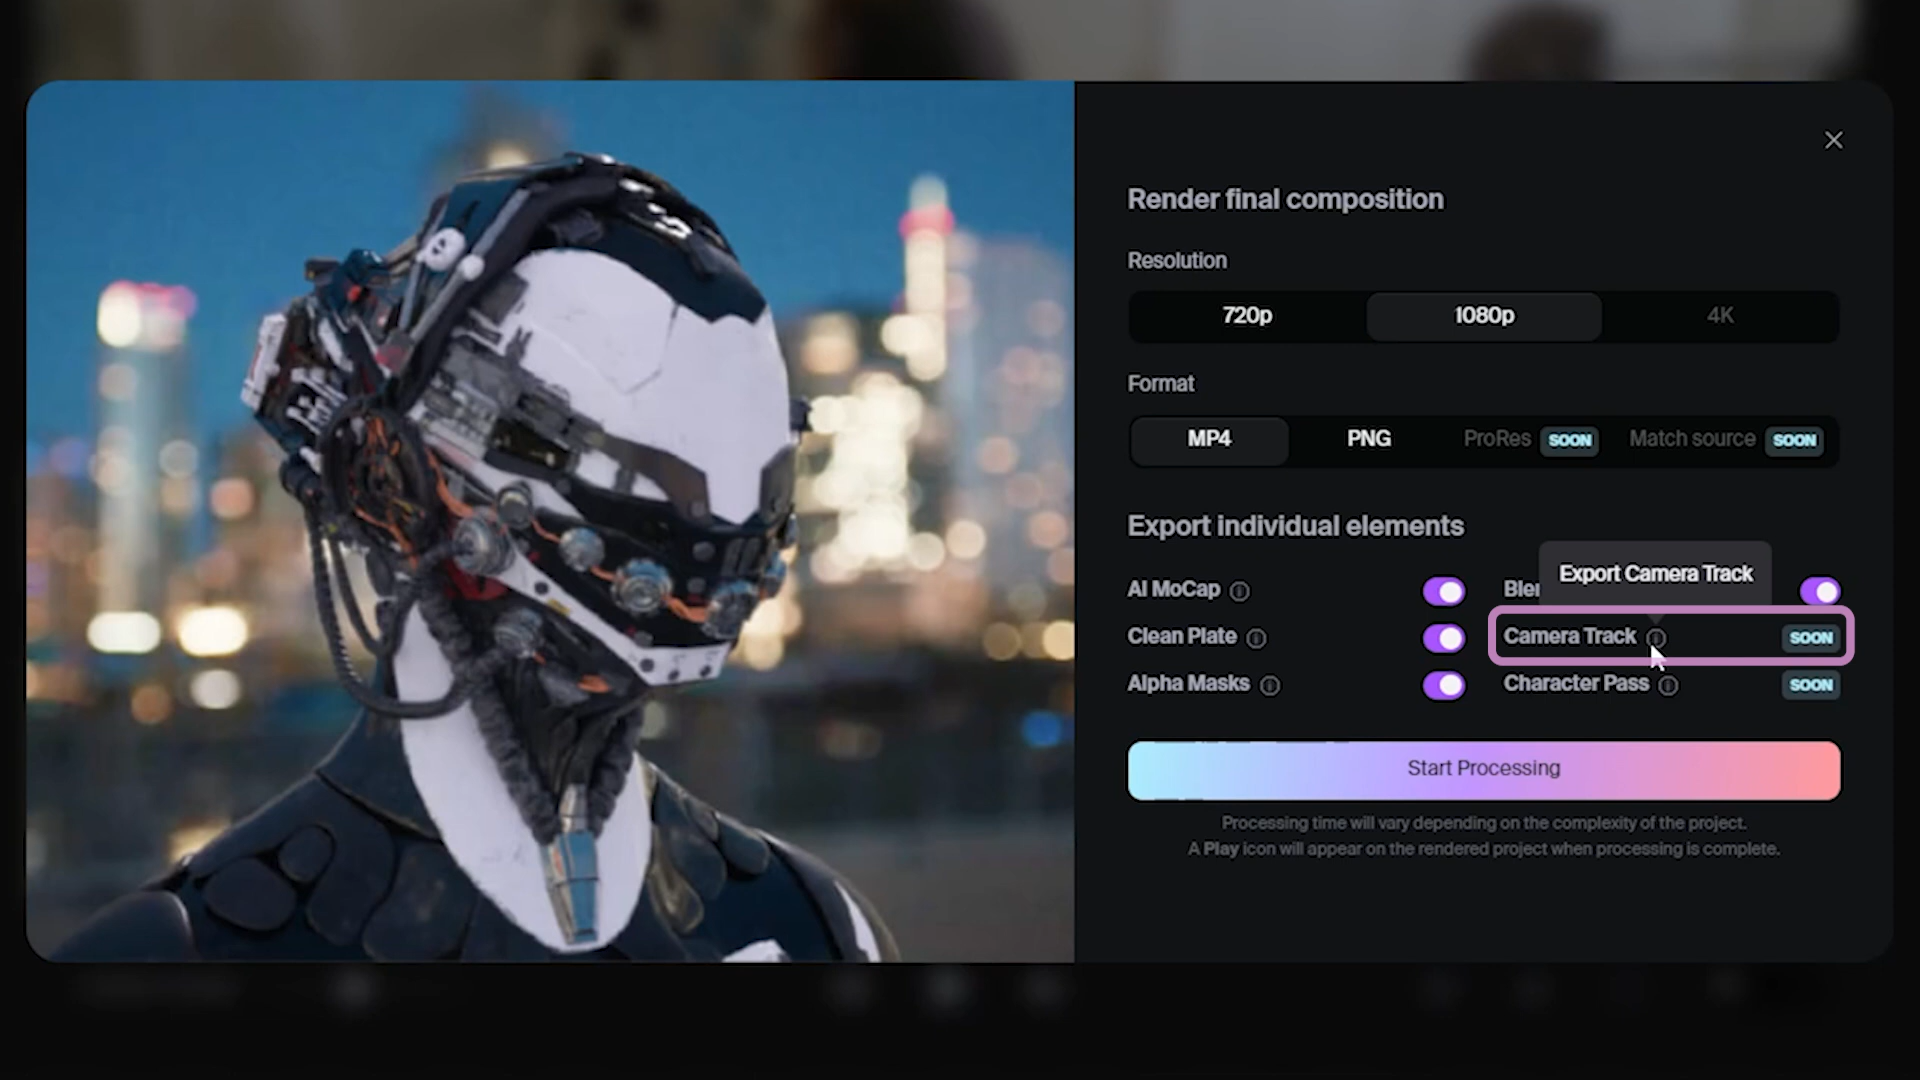 Render final composition
Resolution
720p 1080p 4K
Format
MP4 PNG ProRes SOON Match source SOON
Export individual elements
Export Camera Track
AI MoCap
Clean Plate Camera Track SOON
Alpha Masks Character Pass SOON
Start Processing
Processing time will vary depending on the complexity of the project.
A Play icon will appear on the rendered project when processing is complete.